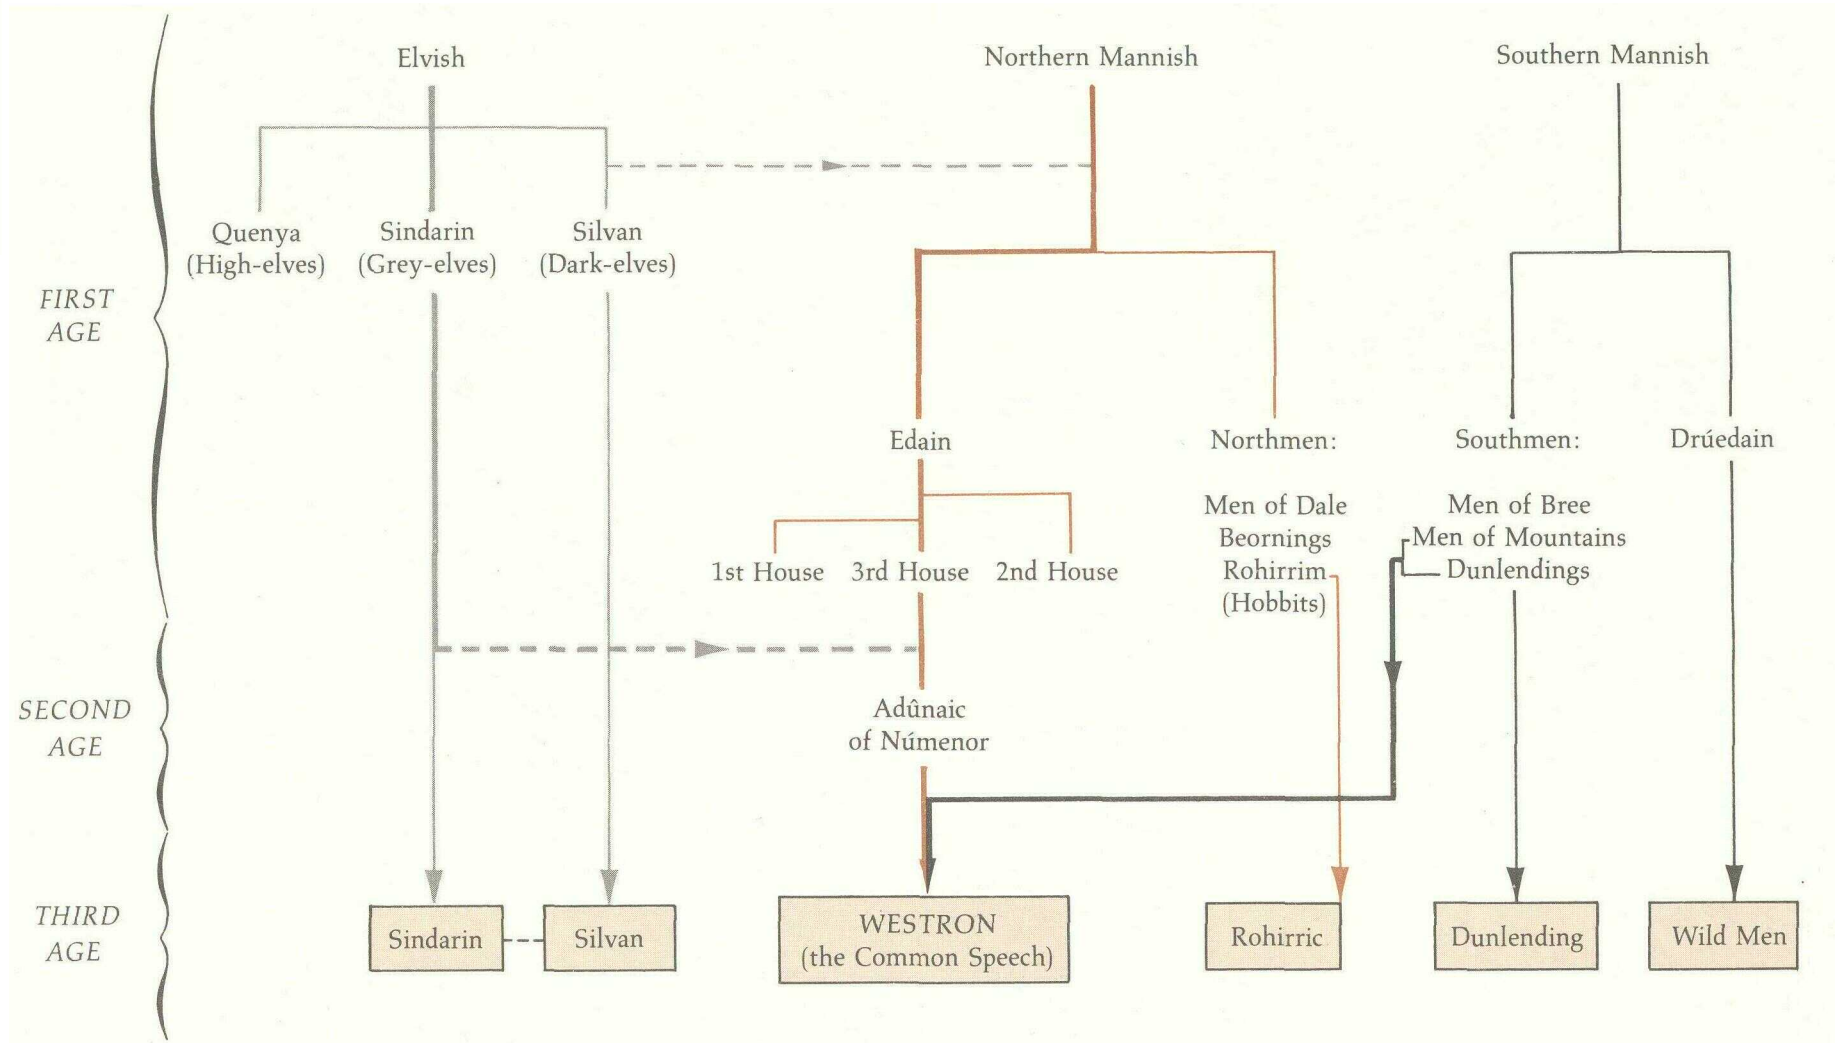 Elvish
Northern Mannish
Southern Mannish
Quenya
(High-elves)
Sindarin
(Grey-elves)
Silvan
(Dark-elves)
FIRST
AGE
Edain
Northmen:
Southmen:
Drúedain
Men of Dale
Beornings
Rohirrim
(Hobbits)
Men of Bree
Men of Mountains
Dunlendings
1st House
3rd House
2nd House
SECOND
AGE
Adûnaic
of Númenor
THIRD
AGE
Sindarin
Silvan
WESTRON
(the Common Speech)
Rohirric
Dunlending
Wild Men